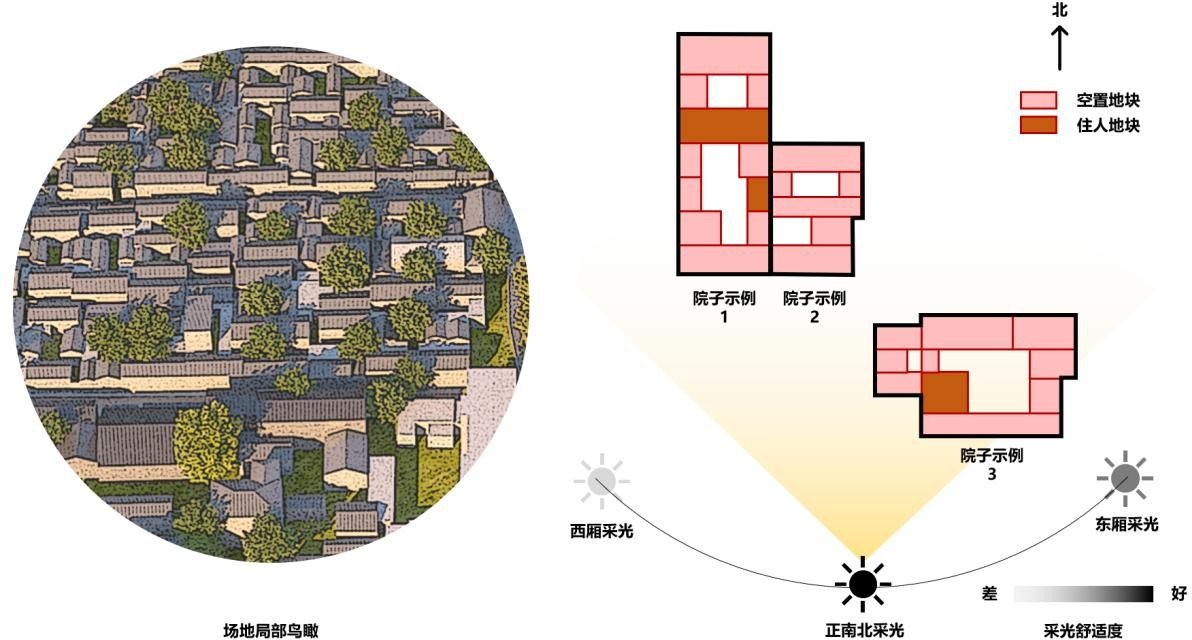 北
空置地块
住人地块
院子示例
1
院子示例
2
院子示例
3
西厢采光
东厢采光
正南北采光
差
好
采光舒适度
场地局部鸟瞰